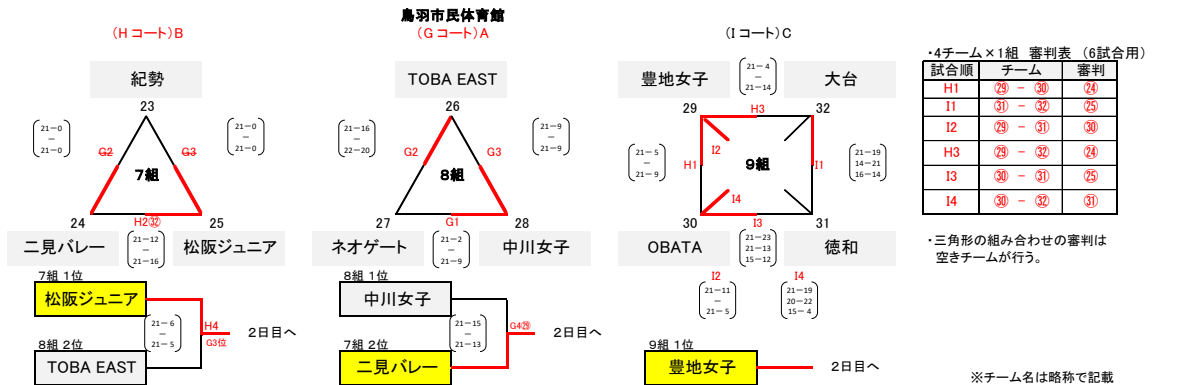 鳥羽市民体育館
(H コート)B
(G コート)A
(I コート)C
・4チーム×1組 審判表 (6試合用)
試合順 チーム 審判
H1 ㉙ － ㉚ ㉔
I1 ㉛ － ㉜ ㉕
I2 ㉙ － ㉛ ㉚
H3 ㉙ － ㉜ ㉔
I3 ㉚ － ㉛ ㉕
I4 ㉚ － ㉜ ㉛
・三角形の組み合わせの審判は
空きチームが行う。
紀勢
23
21－0
－
21－0
21－0
－
21－0
G2
G3
7組
24
H2㉜
25
二見バレー
21－12
－
21－16
松阪ジュニア
TOBA EAST
26
21－16
－
22－20
21－9
－
21－9
G2
G3
8組
27
G1
28
ネオゲート
21－2
－
21－9
中川女子
豊地女子
21－4
－
21－14
大台
29
H3
32
21－5
－
21－9
H1
I2
9組
I1
21－19
14－21
16－14
I4
30
I3
31
OBATA
21－23
21－13
15－12
徳和
I2
21－11
－
21－5
I4
21－19
20－22
15－4
7組 1位
松阪ジュニア
21－6
－
21－5
H4
G3位
2日目へ
8組 2位
TOBA EAST
8組 1位
中川女子
21－15
－
21－13
G4㉙
2日目へ
7組 2位
二見バレー
9組 1位
豊地女子
2日目へ
※チーム名は略称で記載